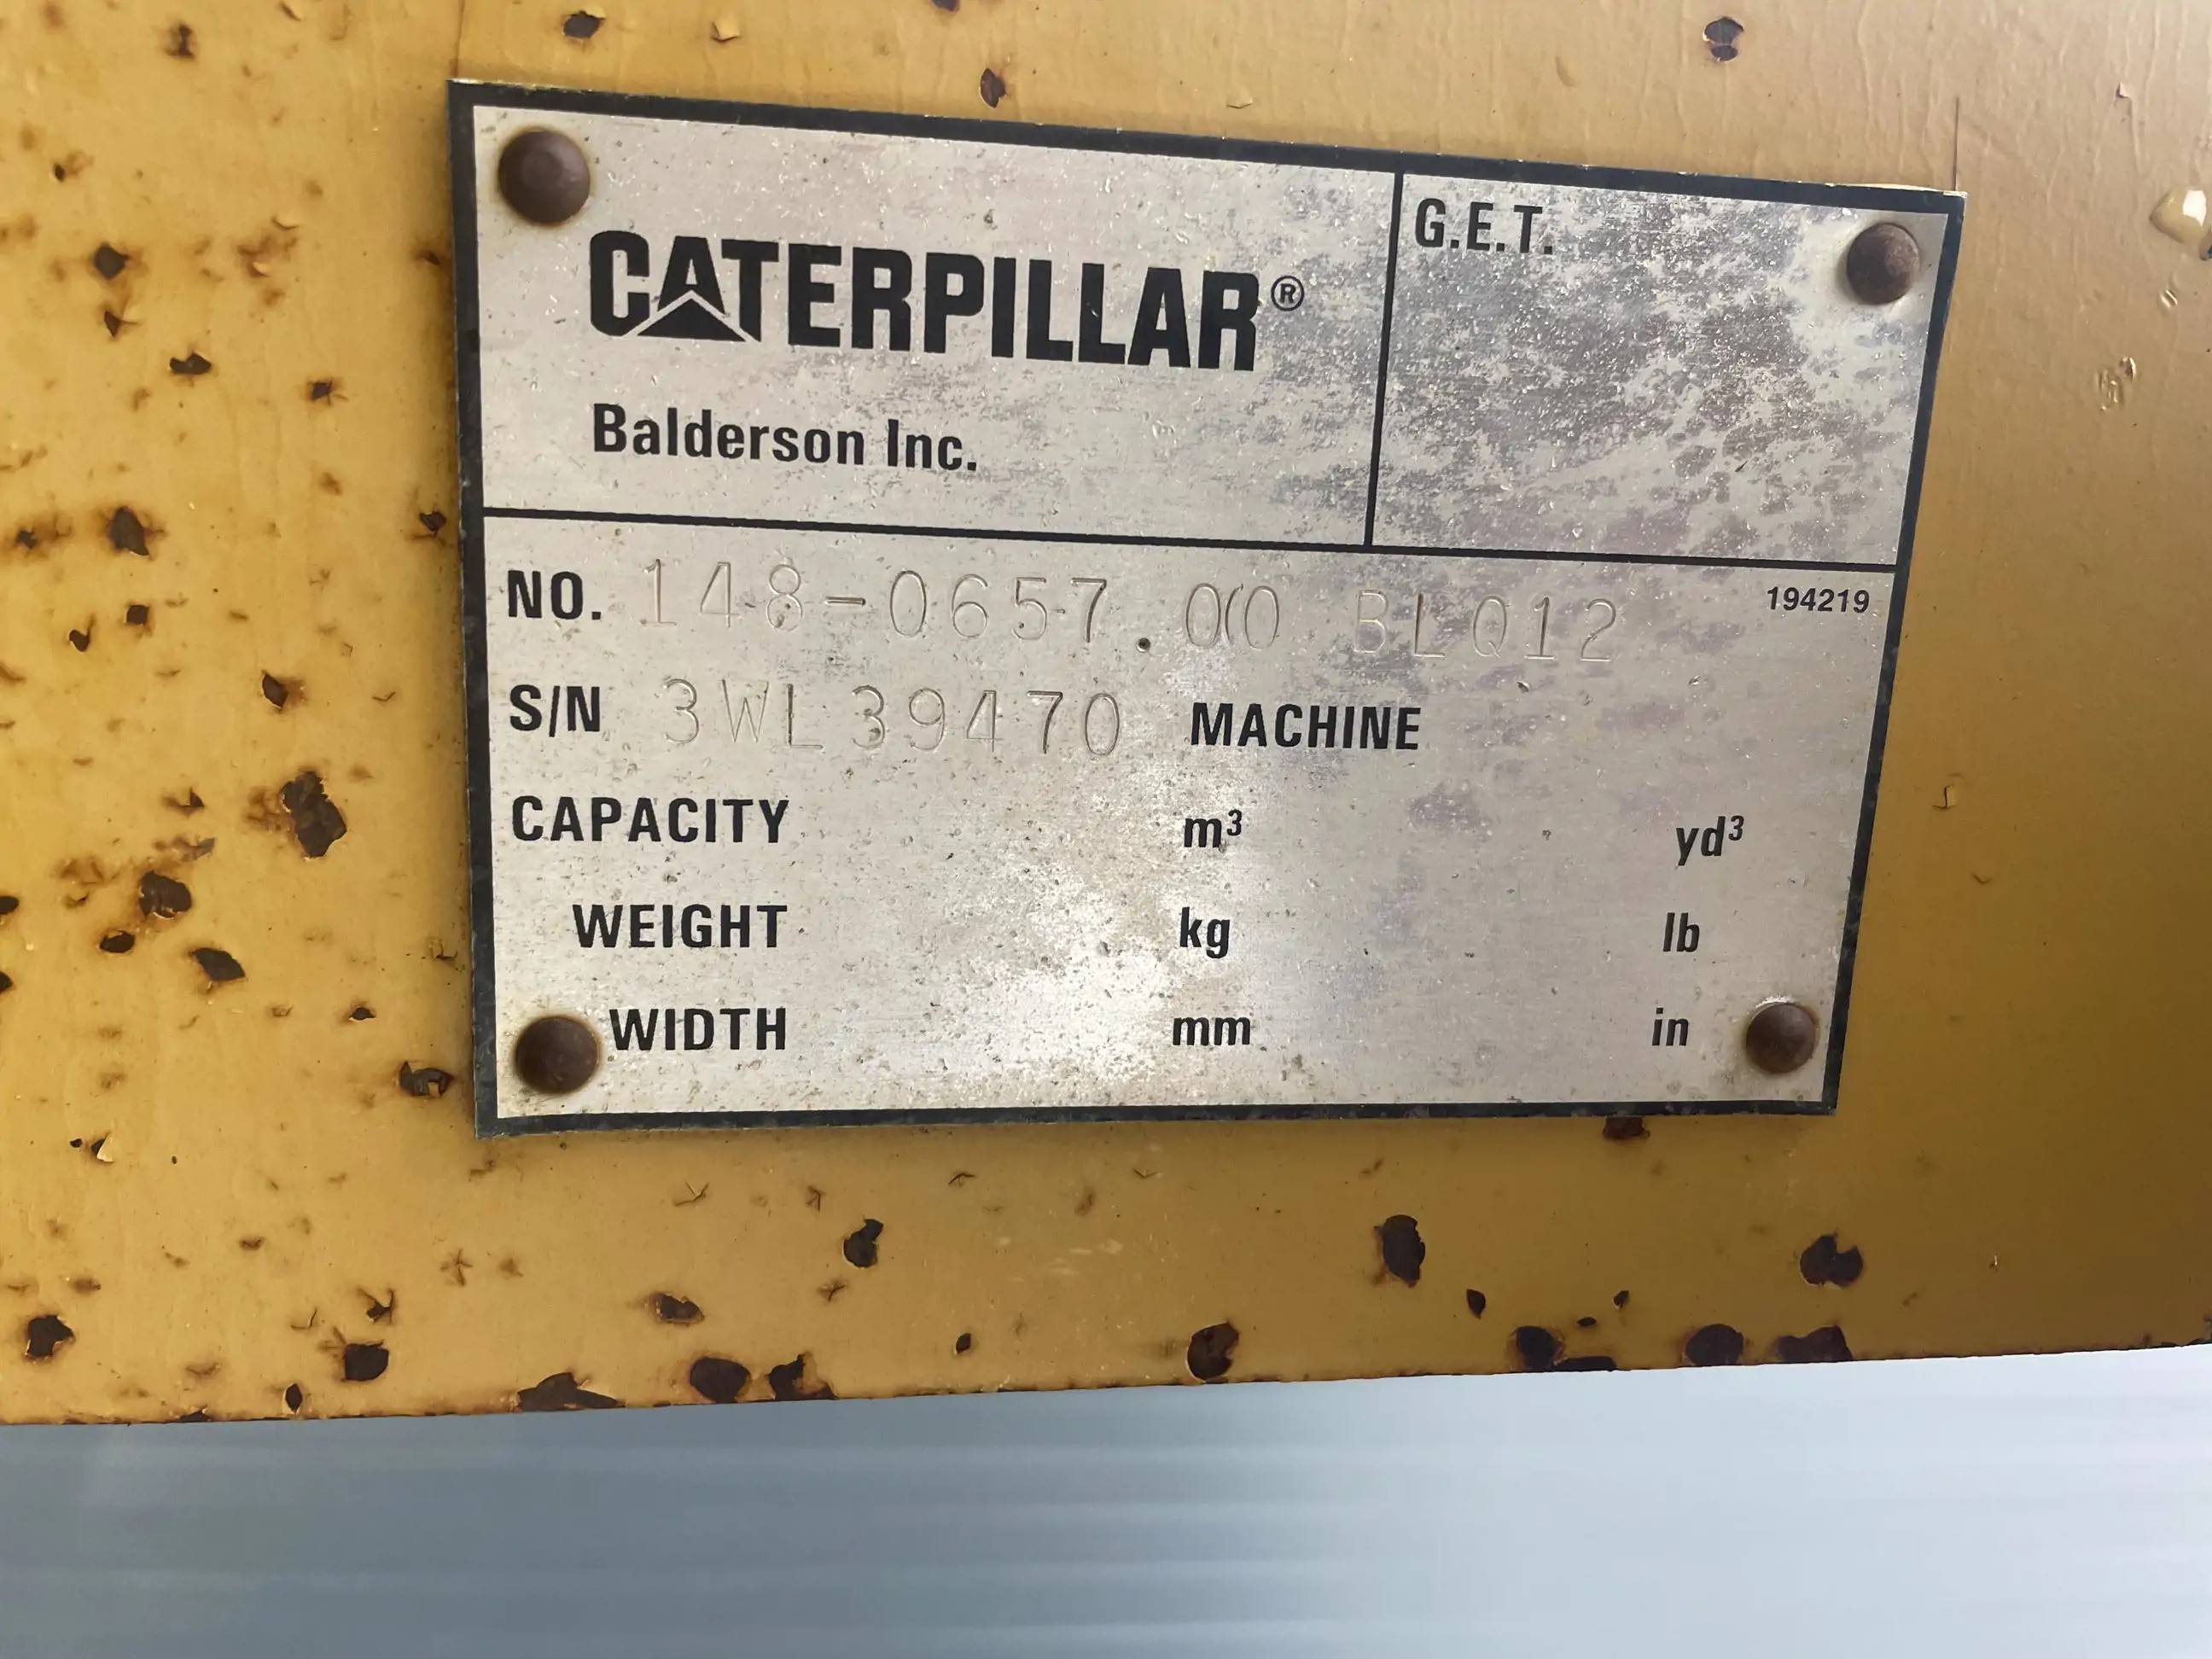 CATERPILLAR®
Balderson Inc.
G.E.T.
NO. 148-0657.00 BLQ12
194219
S/N 3WL39470 MACHINE
CAPACITY m³ yd³
WEIGHT kg lb
WIDTH mm in